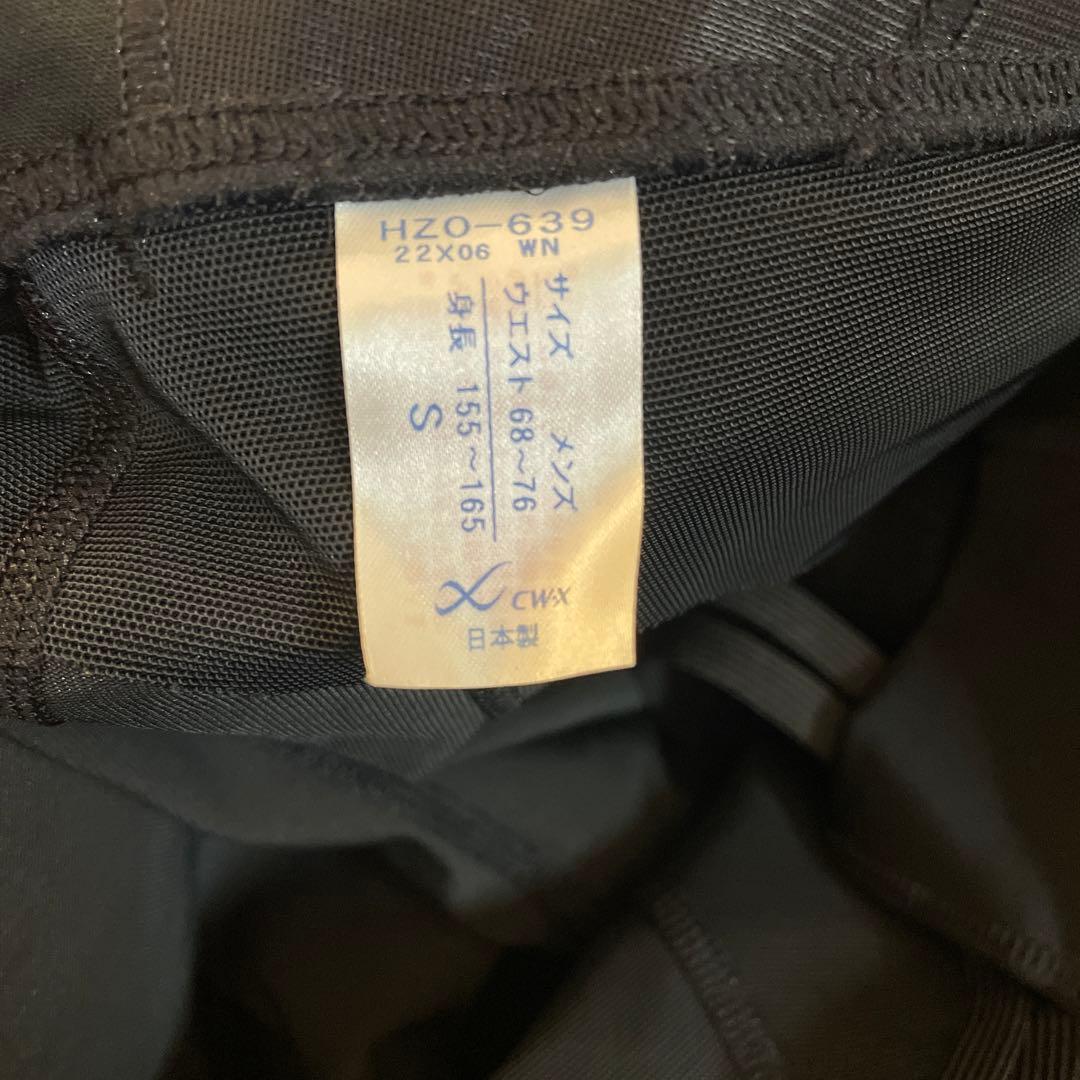 HZO-639
22X06 WN
サイズ メンズ
ウエスト 68～76
身長 155～165
S
CW-X
日本製